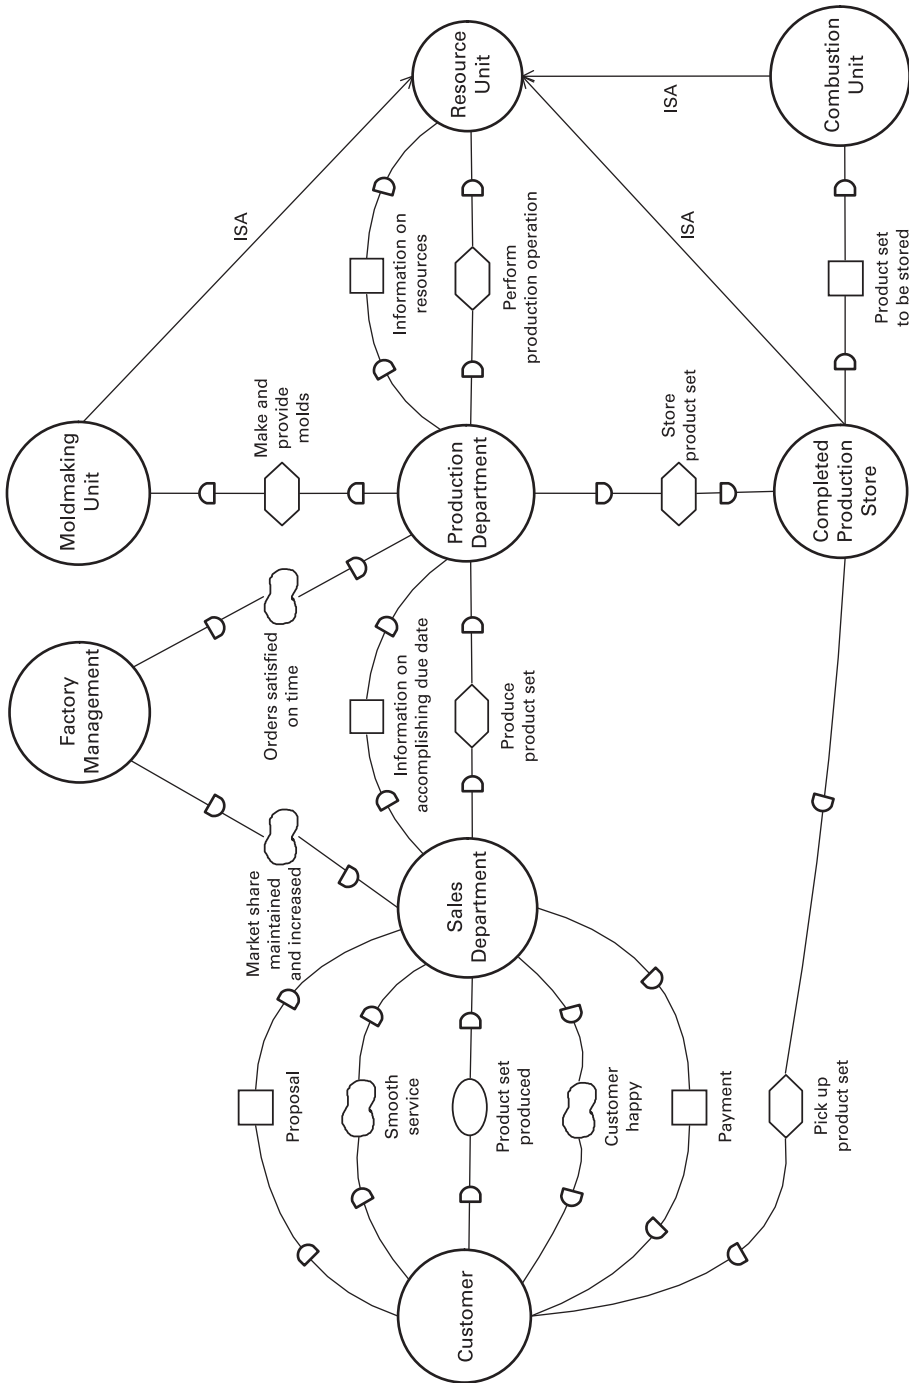 Factory
Management
Moldmaking
Unit
Market share
maintained
and increased
Orders satisfied
on time
Make and
provide
molds
ISA
Proposal
Smooth
service
Information on
accomplishing due date
Information on
resources
Customer
Product set
produced
Sales
Department
Produce
product set
Production
Department
Perform
production operation
Resource
Unit
Customer
happy
Payment
Store
product set
ISA
ISA
Pick up
product set
Completed
Production
Store
Product set
to be stored
Combustion
Unit